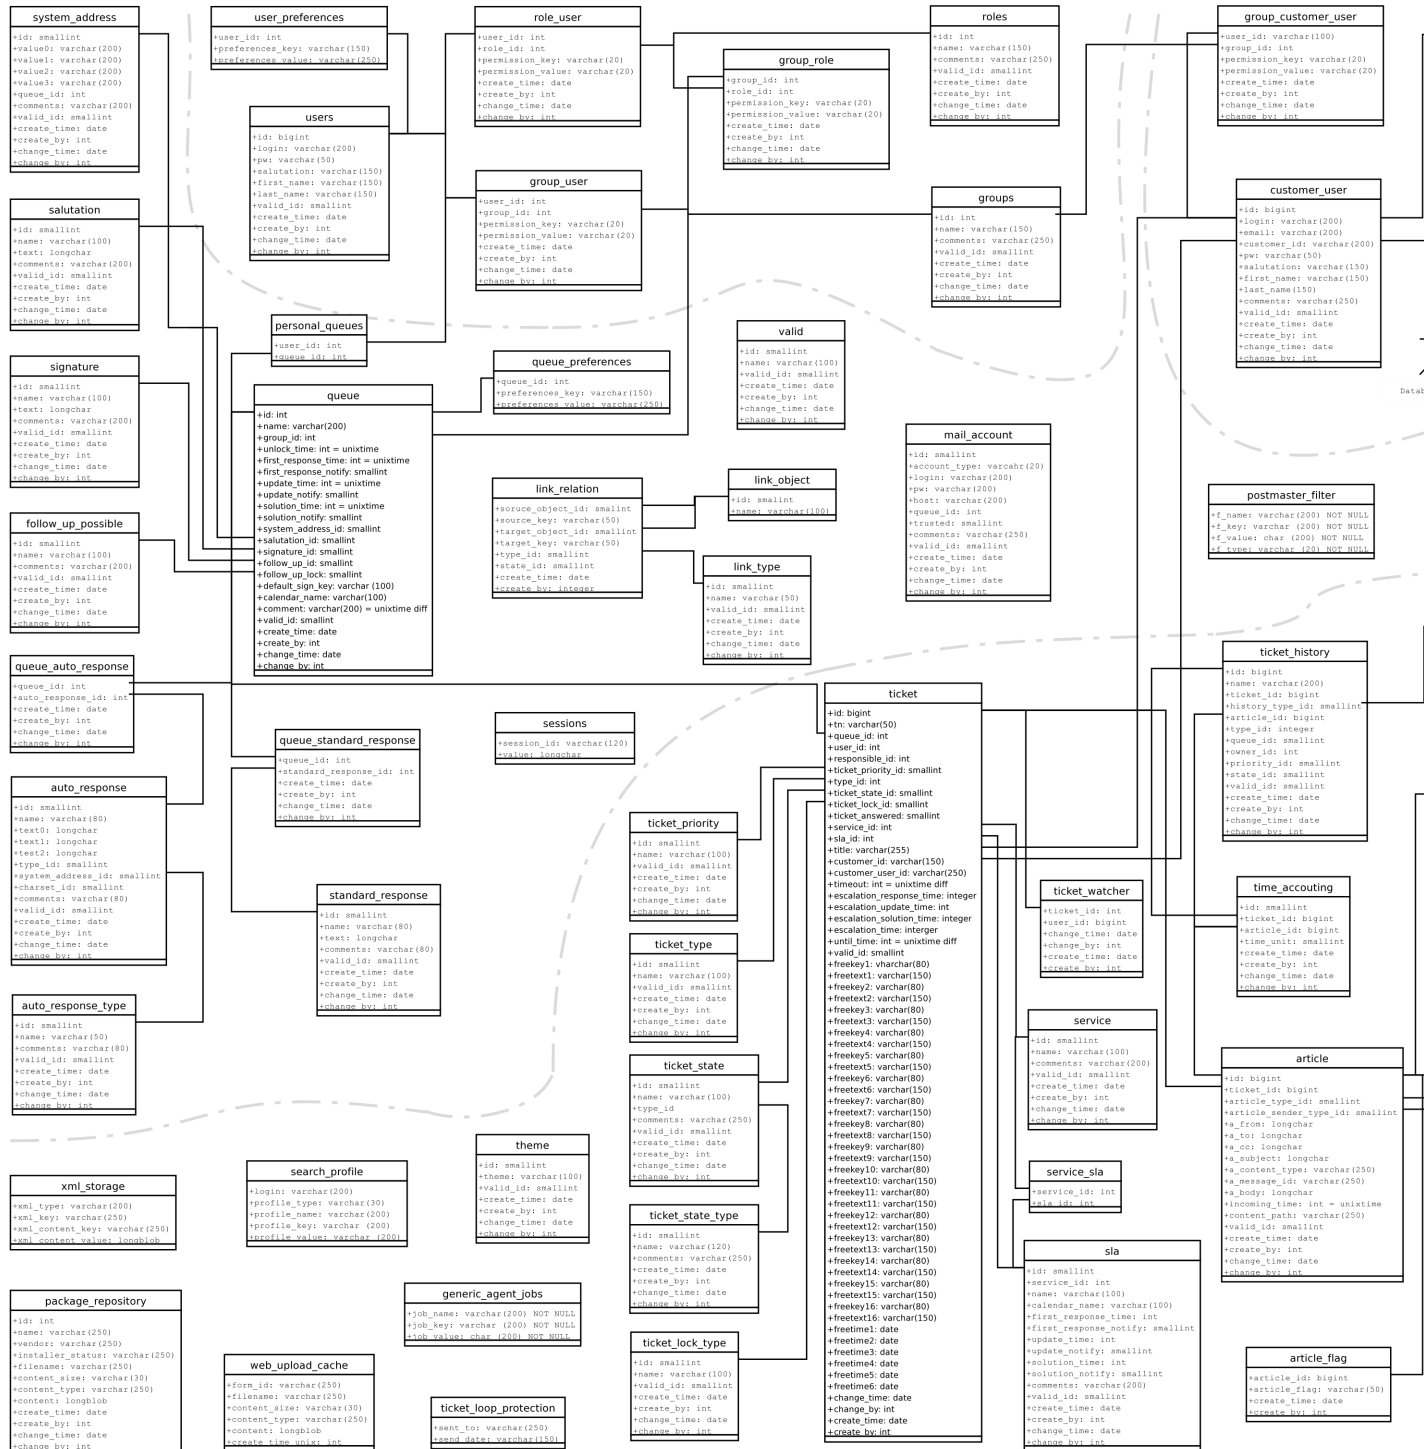 system_address
+id: smallint
+value0: varchar(200)
+value1: varchar(200)
+value2: varchar(200)
+value3: varchar(200)
+queue_id: int
+comments: varchar(200)
+valid_id: smallint
+create_time: date
+create_by: int
+change_time: date
+change_by: int
user_preferences
+user_id: int
+preferences_key: varchar(150)
+preferences_value: varchar(250)
role_user
+user_id: int
+role_id: int
+permission_key: varchar(20)
+permission_value: varchar(20)
+create_time: date
+create_by: int
+change_time: date
+change_by: int
group_role
+group_id: int
+role_id: int
+permission_key: varchar(20)
+permission_value: varchar(20)
+create_time: date
+create_by: int
+change_time: date
+change_by: int
roles
+id: int
+name: varchar(150)
+comments: varchar(250)
+valid_id: smallint
+create_time: date
+create_by: int
+change_time: date
+change_by: int
group_customer_user
+user_id: varchar(100)
+group_id: int
+permission_key: varchar(20)
+permission_value: varchar(20)
+create_time: date
+create_by: int
+change_time: date
+change_by: int
users
+id: bigint
+login: varchar(200)
+pw: varchar(50)
+salutation: varchar(150)
+first_name: varchar(150)
+last_name: varchar(150)
+valid_id: smallint
+create_time: date
+create_by: int
+change_time: date
+change_by: int
group_user
+user_id: int
+group_id: int
+permission_key: varchar(20)
+permission_value: varchar(20)
+create_time: date
+create_by: int
+change_time: date
+change_by: int
groups
+id: int
+name: varchar(150)
+comments: varchar(250)
+valid_id: smallint
+create_time: date
+create_by: int
+change_time: date
+change_by: int
customer_user
+id: bigint
+login: varchar(200)
+email: varchar(200)
+customer_id: varchar(200)
+pw: varchar(50)
+salutation: varchar(150)
+first_name: varchar(150)
+last_name(150)
+comments: varchar(250)
+valid_id: smallint
+create_time: date
+create_by: int
+change_time: date
+change_by: int
salutation
+id: smallint
+name: varchar(100)
+text: longchar
+comments: varchar(200)
+valid_id: smallint
+create_time: date
+create_by: int
+change_time: date
+change_by: int
personal_queues
+user_id: int
+queue_id: int
queue_preferences
+queue_id: int
+preferences_key: varchar(150)
+preferences_value: varchar(250)
valid
+id: smallint
+name: varchar(100)
+valid_id: smallint
+create_time: date
+create_by: int
+change_time: date
+change_by: int
Datab
signature
+id: smallint
+name: varchar(100)
+text: longchar
+comments: varchar(200)
+valid_id: smallint
+create_time: date
+create_by: int
+change_time: date
+change_by: int
queue
+id: int
+name: varchar(200)
+group_id: int
+unlock_time: int = unixtime
+first_response_time: int = unixtime
+first_response_notify: smallint
+update_time: int = unixtime
+update_notify: smallint
+solution_time: int = unixtime
+solution_notify: smallint
+system_address_id: smallint
+salutation_id: smallint
+signature_id: smallint
+follow_up_id: smallint
+follow_up_lock: smallint
+default_sign_key: varchar (100)
+calendar_name: varchar(100)
+comment: varchar(200) = unixtime diff
+valid_id: smallint
+create_time: date
+create_by: int
+change_time: date
+change_by: int
mail_account
+id: smallint
+account_type: varcahr(20)
+login: varchar(200)
+pw: varchar(200)
+host: varchar(200)
+queue_id: int
+trusted: smallint
+comments: varchar(250)
+valid_id: smallint
+create_time: date
+create_by: int
+change_time: date
+change_by: int
link_relation
+soruce_object_id: smalint
+source_key: varchar(50)
+target_object_id: smalint
+target_key: varchar(50)
+type_id: smallint
+state_id: smallint
+create_time: date
+create_by: integer
link_object
+id: smalint
+name: varchar(100)
link_type
+id: smallint
+name: varchar(50)
+valid_id: smallint
+create_time: date
+create_by: int
+change_time: date
+change_by: int
postmaster_filter
+f_name: varchar(200) NOT NULL
+f_key: varchar (200) NOT NULL
+f_value: char (200) NOT NULL
+f_type: varchar (20) NOT NULL
follow_up_possible
+id: smallint
+name: varchar(100)
+comments: varchar(200)
+valid_id: smallint
+create_time: date
+create_by: int
+change_time: date
+change_by: int
queue_auto_response
+queue_id: int
+auto_response_id: int
+create_time: date
+create_by: int
+change_time: date
+change_by: int
queue_standard_response
+queue_id: int
+standard_response_id: int
+create_time: date
+create_by: int
+change_time: date
+change_by: int
sessions
+session_id: varchar(120)
+value: longchar
auto_response
+id: smallint
+name: varchar(80)
+text0: longchar
+text1: longchar
+test2: longchar
+type_id: smallint
+system_address_id: smallint
+charset_id: smallint
+comments: varchar(80)
+valid_id: smallint
+create_time: date
+create_by: int
+change_time: date
+change_by: int
standard_response
+id: smallint
+name: varchar(80)
+text: longchar
+comments: varchar(80)
+valid_id: smallint
+create_time: date
+create_by: int
+change_time: date
+change_by: int
auto_response_type
+id: smallint
+name: varchar(50)
+comments: varchar(80)
+valid_id: smallint
+create_time: date
+create_by: int
+change_time: date
+change_by: int
ticket_priority
+id: smallint
+name: varchar(100)
+valid_id: smallint
+create_time: date
+create_by: int
+change_time: date
+change_by: int
ticket_type
+id: smallint
+name: varchar(100)
+valid_id: smallint
+create_time: date
+create_by: int
+change_time: date
+change_by: int
ticket_state
+id: smallint
+name: varchar(100)
+type_id
+comments: varchar(250)
+valid_id: smallint
+create_time: date
+create_by: int
+change_time: date
+change_by: int
ticket_state_type
+id: smallint
+name: varchar(120)
+comments: varchar(250)
+create_time: date
+create_by: int
+change_time: date
+change_by: int
ticket_lock_type
+id: smallint
+name: varchar(100)
+valid_id: smallint
+create_time: date
+create_by: int
+change_time: date
+change_by: int
ticket
+id: bigint
+tn: varchar(50)
+queue_id: int
+user_id: int
+responsible_id: int
+ticket_priority_id: smallint
+type_id: int
+ticket_state_id: smallint
+ticket_lock_id: smallint
+ticket_answered: smallint
+service_id: int
+sla_id: int
+title: varchar(255)
+customer_id: varchar(150)
+customer_user_id: varchar(250)
+timeout: int = unixtime diff
+escalation_response_time: integer
+escalation_update_time: int
+escalation_solution_time: integer
+escalation_time: interger
+until_time: int = unixtime diff
+valid_id: smallint
+freekey1: vharchar(80)
+freetext1: varchar(150)
+freekey2: varchar(80)
+freetext2: varchar(150)
+freekey3: varchar(80)
+freetext3: varchar(150)
+freekey4: varchar(80)
+freetext4: varchar(150)
+freekey5: varchar(80)
+freetext5: varchar(150)
+freekey6: varchar(80)
+freetext6: varchar(150)
+freekey7: varchar(80)
+freetext7: varchar(150)
+freekey8: varchar(80)
+freetext8: varchar(150)
+freekey9: varchar(80)
+freetext9: varchar(150)
+freekey10: varchar(80)
+freetext10: varchar(150)
+freekey11: varchar(80)
+freetext11: varchar(150)
+freekey12: varchar(80)
+freetext12: varchar(150)
+freekey13: varchar(80)
+freetext13: varchar(150)
+freekey14: varchar(80)
+freetext14: varchar(150)
+freekey15: varchar(80)
+freetext15: varchar(150)
+freekey16: varchar(80)
+freetext16: varchar(150)
+freetime1: date
+freetime2: date
+freetime3: date
+freetime4: date
+freetime5: date
+freetime6: date
+change_time: date
+change_by: int
+create_time: date
+create_by: int
ticket_history
+id: bigint
+name: varchar(200)
+ticket_id: bigint
+history_type_id: smallint
+article_id: bigint
+type_id: integer
+queue_id: smallint
+owner_id: int
+priority_id: smallint
+state_id: smallint
+valid_id: smallint
+create_time: date
+create_by: int
+change_time: date
+change_by: int
ticket_watcher
+ticket_id: int
+user_id: bigint
+change_time: date
+change_by: int
+create_time: date
+create_by: int
time_accouting
+id: smallint
+ticket_id: bigint
+article_id: bigint
+time_unit: smallint
+create_time: date
+create_by: int
+change_time: date
+change_by: int
service
+id: smallint
+name: varchar(100)
+comments: varchar(200)
+valid_id: smallint
+create_time: date
+create_by: int
+change_time: date
+change_by: int
article
+id: bigint
+ticket_id: bigint
+article_type_id: smallint
+article_sender_type_id: smallint
+a_from: longchar
+a_to: longchar
+a_cc: longchar
+a_subject: longchar
+a_content_type: varchar(250)
+a_message_id: varchar(250)
+a_body: longchar
+incoming_time: int = unixtime
+content_path: varchar(250)
+valid_id: smallint
+create_time: date
+create_by: int
+change_time: date
+change_by: int
service_sla
+service_id: int
+sla_id: int
sla
+id: smallint
+service_id: int
+name: varchar(100)
+calendar_name: varchar(100)
+first_response_time: int
+first_response_notify: smallint
+update_time: int
+update_notify: smallint
+solution_time: int
+solution_notify: smallint
+comments: varchar(200)
+valid_id: smallint
+create_time: date
+create_by: int
+change_time: date
+change_by: int
article_flag
+article_id: bigint
+article_flag: varchar(50)
+create_time: date
+create_by: int
xml_storage
+xml_type: varchar(200)
+xml_key: varchar(250)
+xml_content_key: varchar(250)
+xml_content_value: longblob
search_profile
+login: varchar(200)
+profile_type: varchar(30)
+profile_name: varchar(200)
+profile_key: varchar (200)
+profile_value: varchar (200)
theme
+id: smallint
+theme: varchar(100)
+valid_id: smallint
+create_time: date
+create_by: int
+change_time: date
+change_by: int
package_repository
+id: int
+name: varchar(250)
+vendor: varchar(250)
+installer_status: varchar(250)
+filename: varchar(250)
+content_size: varchar(30)
+content_type: varchar(250)
+content: longblob
+create_time: date
+create_by: int
+change_time: date
+change_by: int
generic_agent_jobs
+job_name: varchar(200) NOT NULL
+job_key: varchar (200) NOT NULL
+job_value: char (200) NOT NULL
web_upload_cache
+form_id: varchar(250)
+filename: varchar(250)
+content_size: varchar(30)
+content_type: varchar(250)
+content: longblob
+create_time_unix: int
ticket_loop_protection
+sent_to: varchar(250)
+send_date: varchar(150)